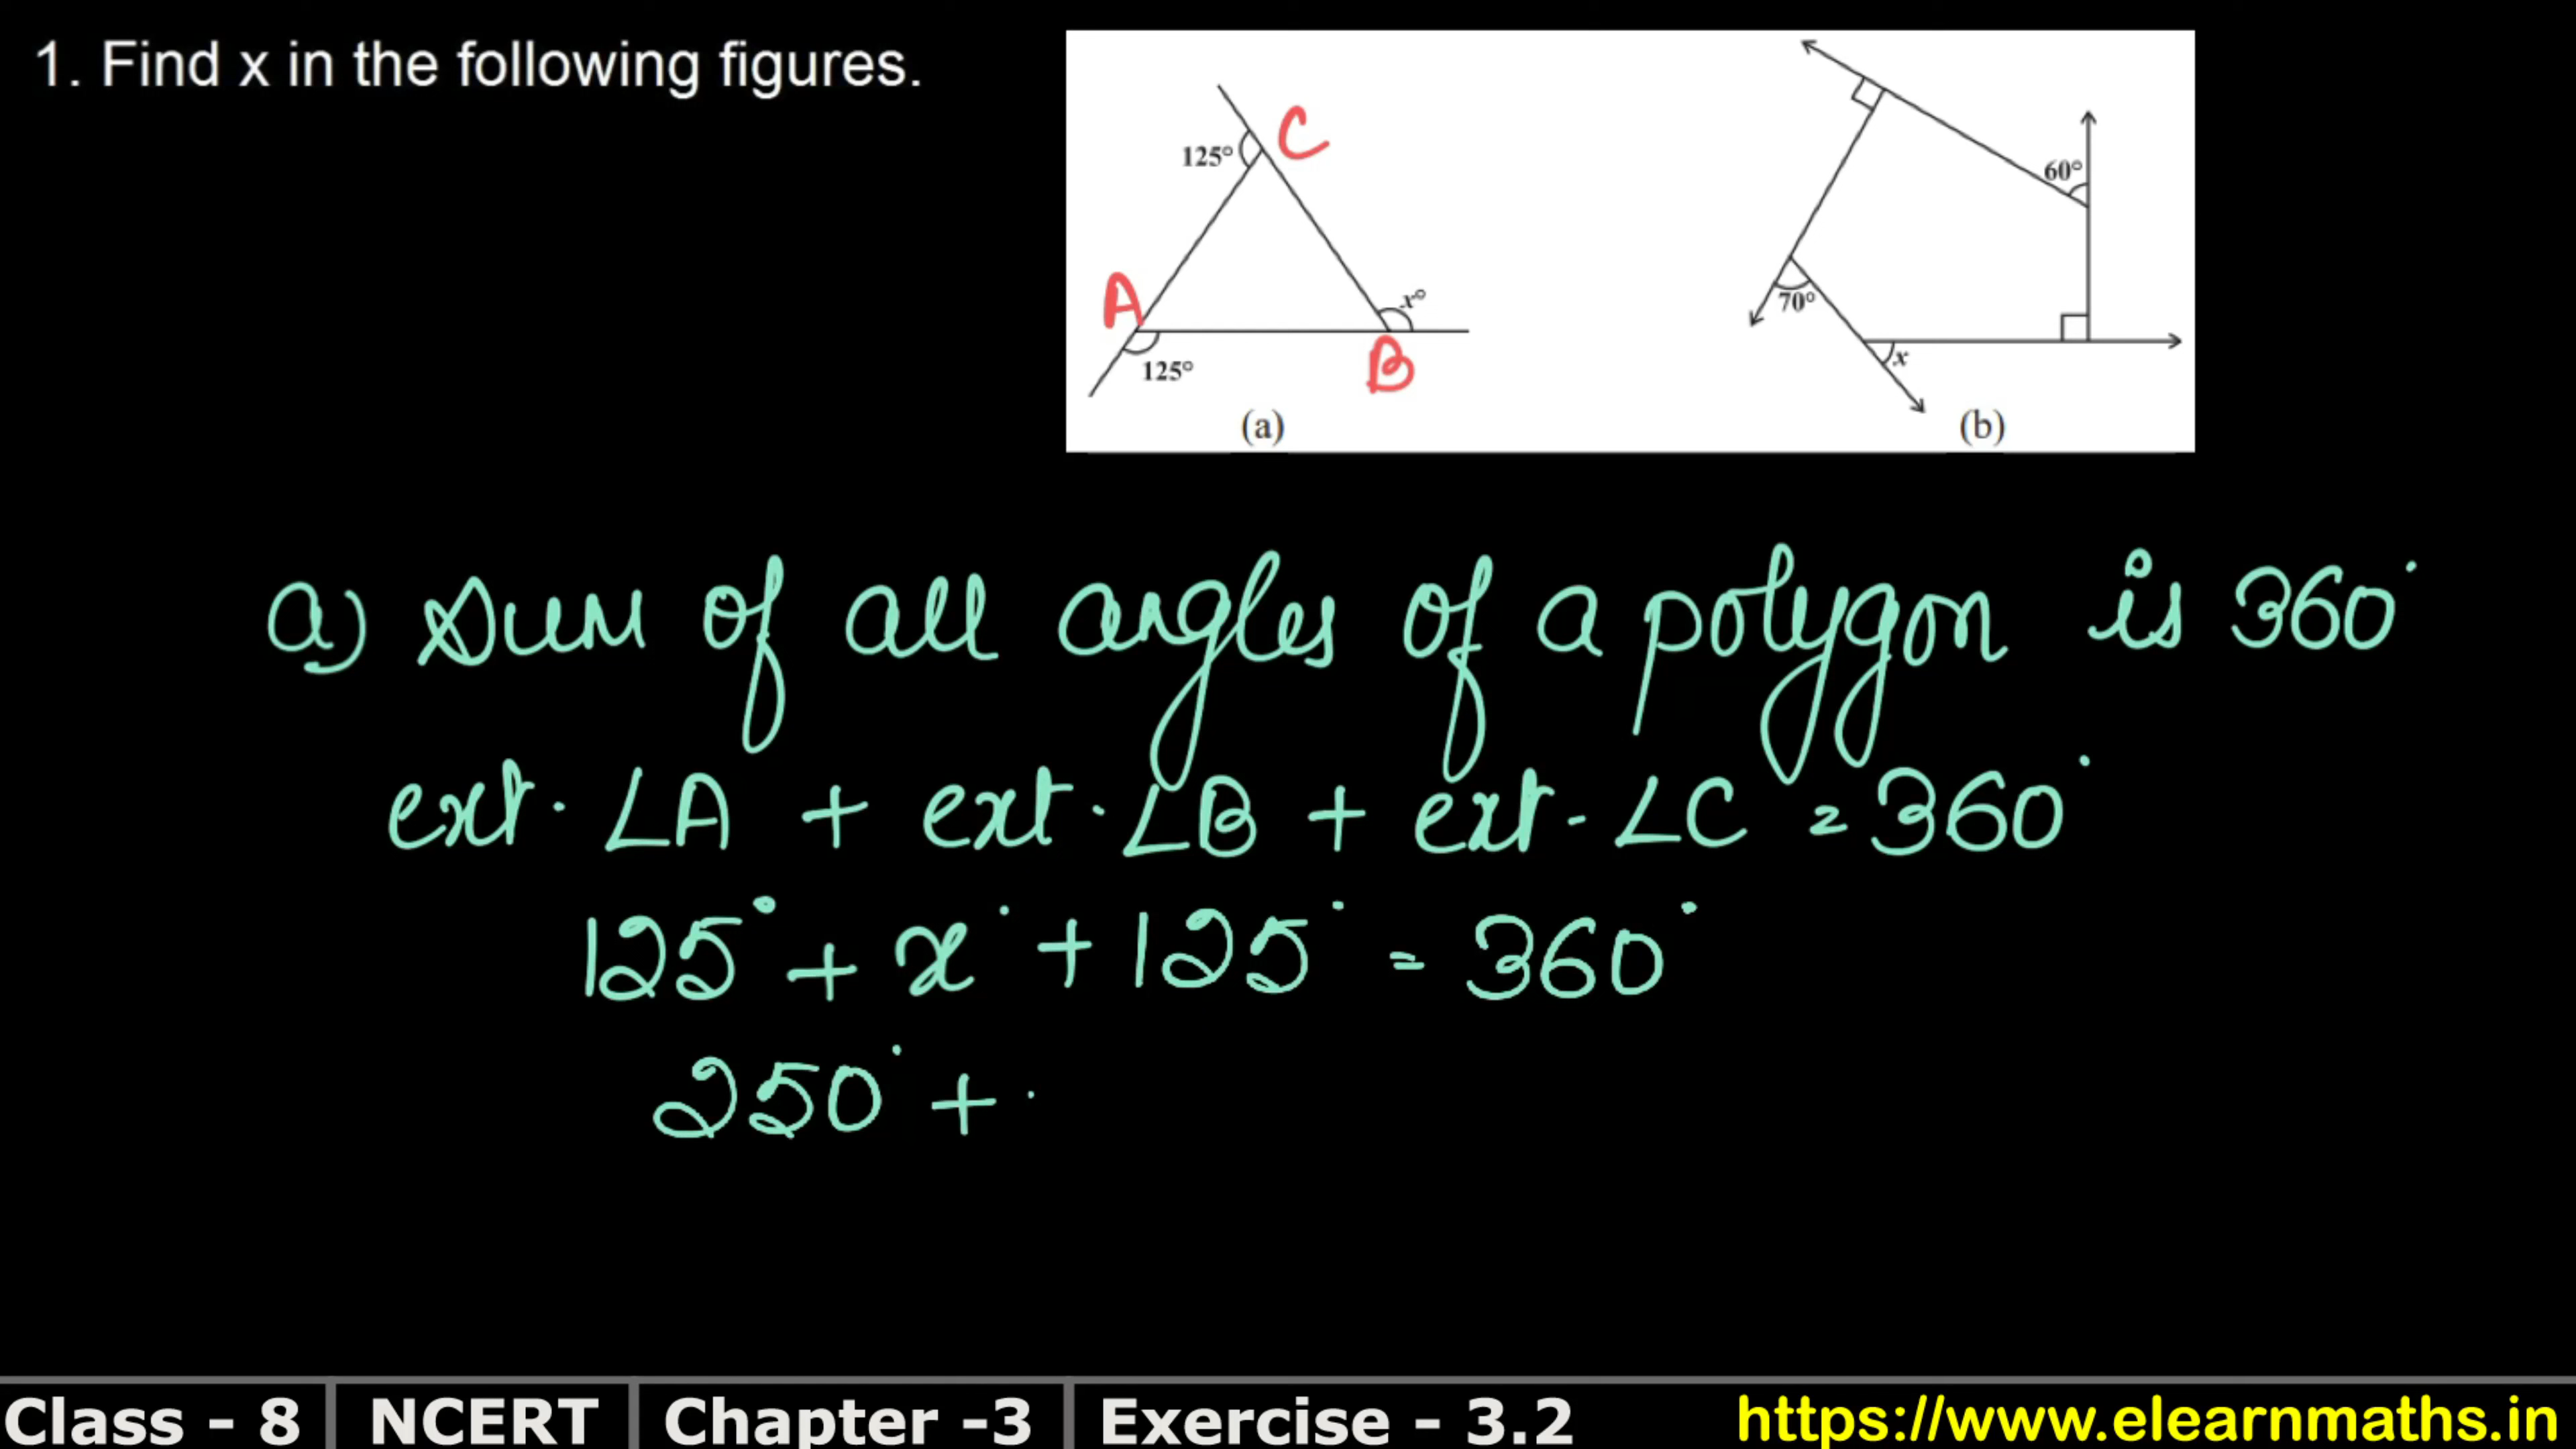 1. Find x in the following figures.
C
125°
A
x°
125°
B
(a)
60°
70°
x
(b)
a) Sum of all angles of a polygon is 360°
ext. ∠A + ext. ∠B + ext. ∠C = 360°
125° + x° + 125° = 360°
250° +
Class - 8 | NCERT | Chapter -3 | Exercise - 3.2 https://www.elearnmaths.in